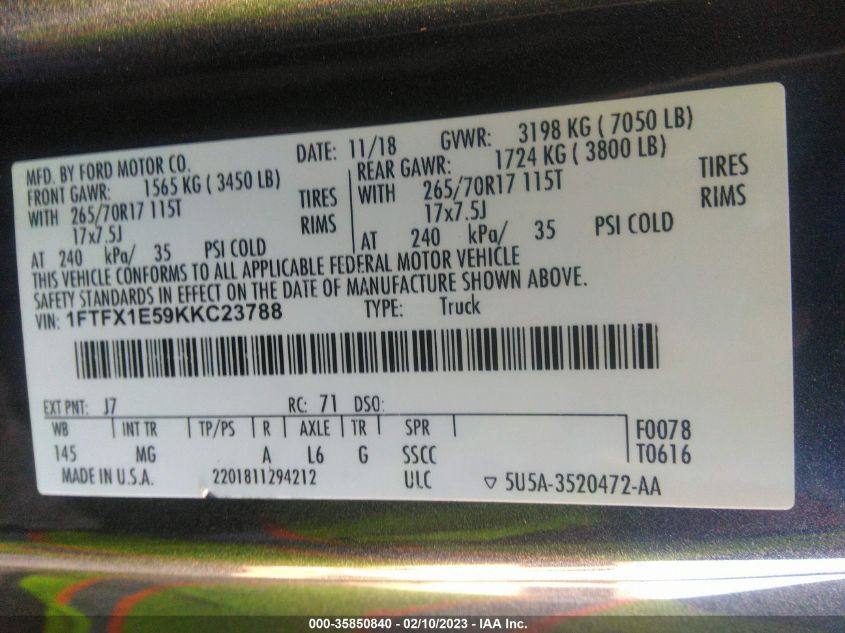 MFD. BY FORD MOTOR CO. DATE: 11/18 GVWR: 3198 KG ( 7050 LB)
FRONT GAWR: 1565 KG ( 3450 LB) REAR GAWR: 1724 KG ( 3800 LB)
WITH 265/70R17 115T TIRES WITH 265/70R17 115T TIRES
17x7.5J RIMS 17x7.5J RIMS
AT 240 kPa/ 35 PSI COLD AT 240 kPa/ 35 PSI COLD
THIS VEHICLE CONFORMS TO ALL APPLICABLE FEDERAL MOTOR VEHICLE
SAFETY STANDARDS IN EFFECT ON THE DATE OF MANUFACTURE SHOWN ABOVE.
VIN: 1FTFX1E59KKC23788 TYPE: Truck
EXT PNT: J7 RC: 71 DSO:
WB INT TR TP/PS R AXLE TR SPR F0078
145 MG A L6 G SSCC T0616
MADE IN U.S.A. 2201811294212 ULC ▽ 5U5A-3520472-AA
000-35850840 — 02/10/2023 — IAA Inc.